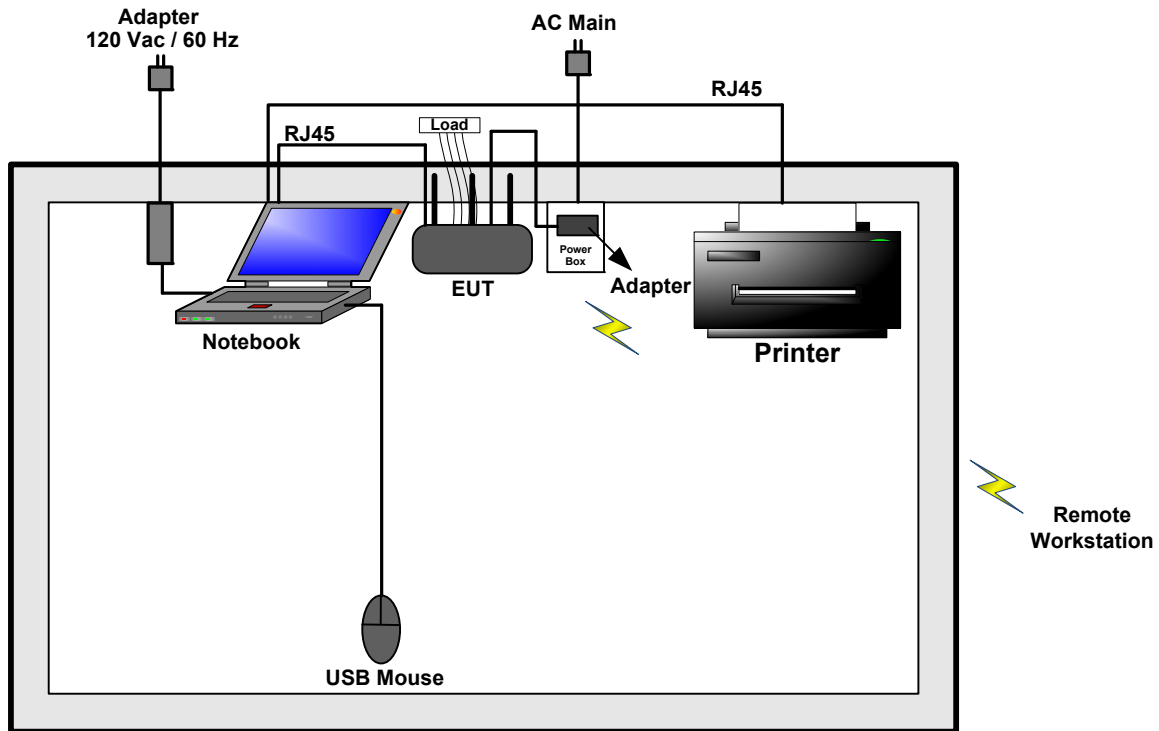 Adapter
120 Vac / 60 Hz
AC Main
RJ45
Load
RJ45
Power
Box
Adapter
EUT
Notebook
Printer
Remote
Workstation
USB Mouse